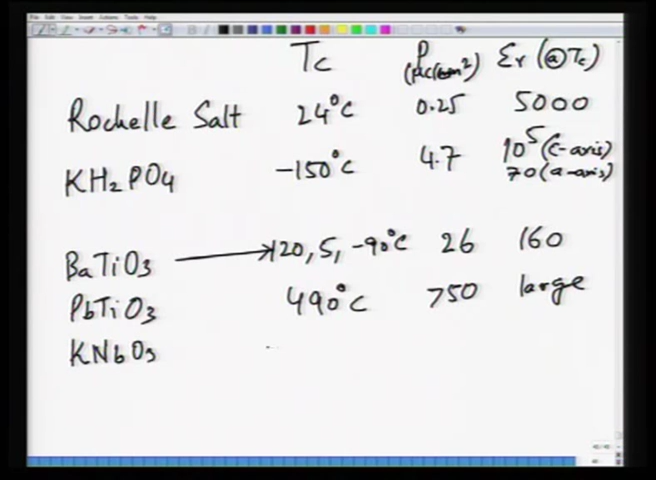 Tc P εr (@Tc)
(μc/cm²)
Rochelle Salt 24°C 0.25 5000
KH2PO4 -150°C 4.7 10⁵ (c-axis)
70 (a-axis)
BaTiO3 → 120, 5, -90°C 26 160
PbTiO3 490°C 750 large
KNbO3